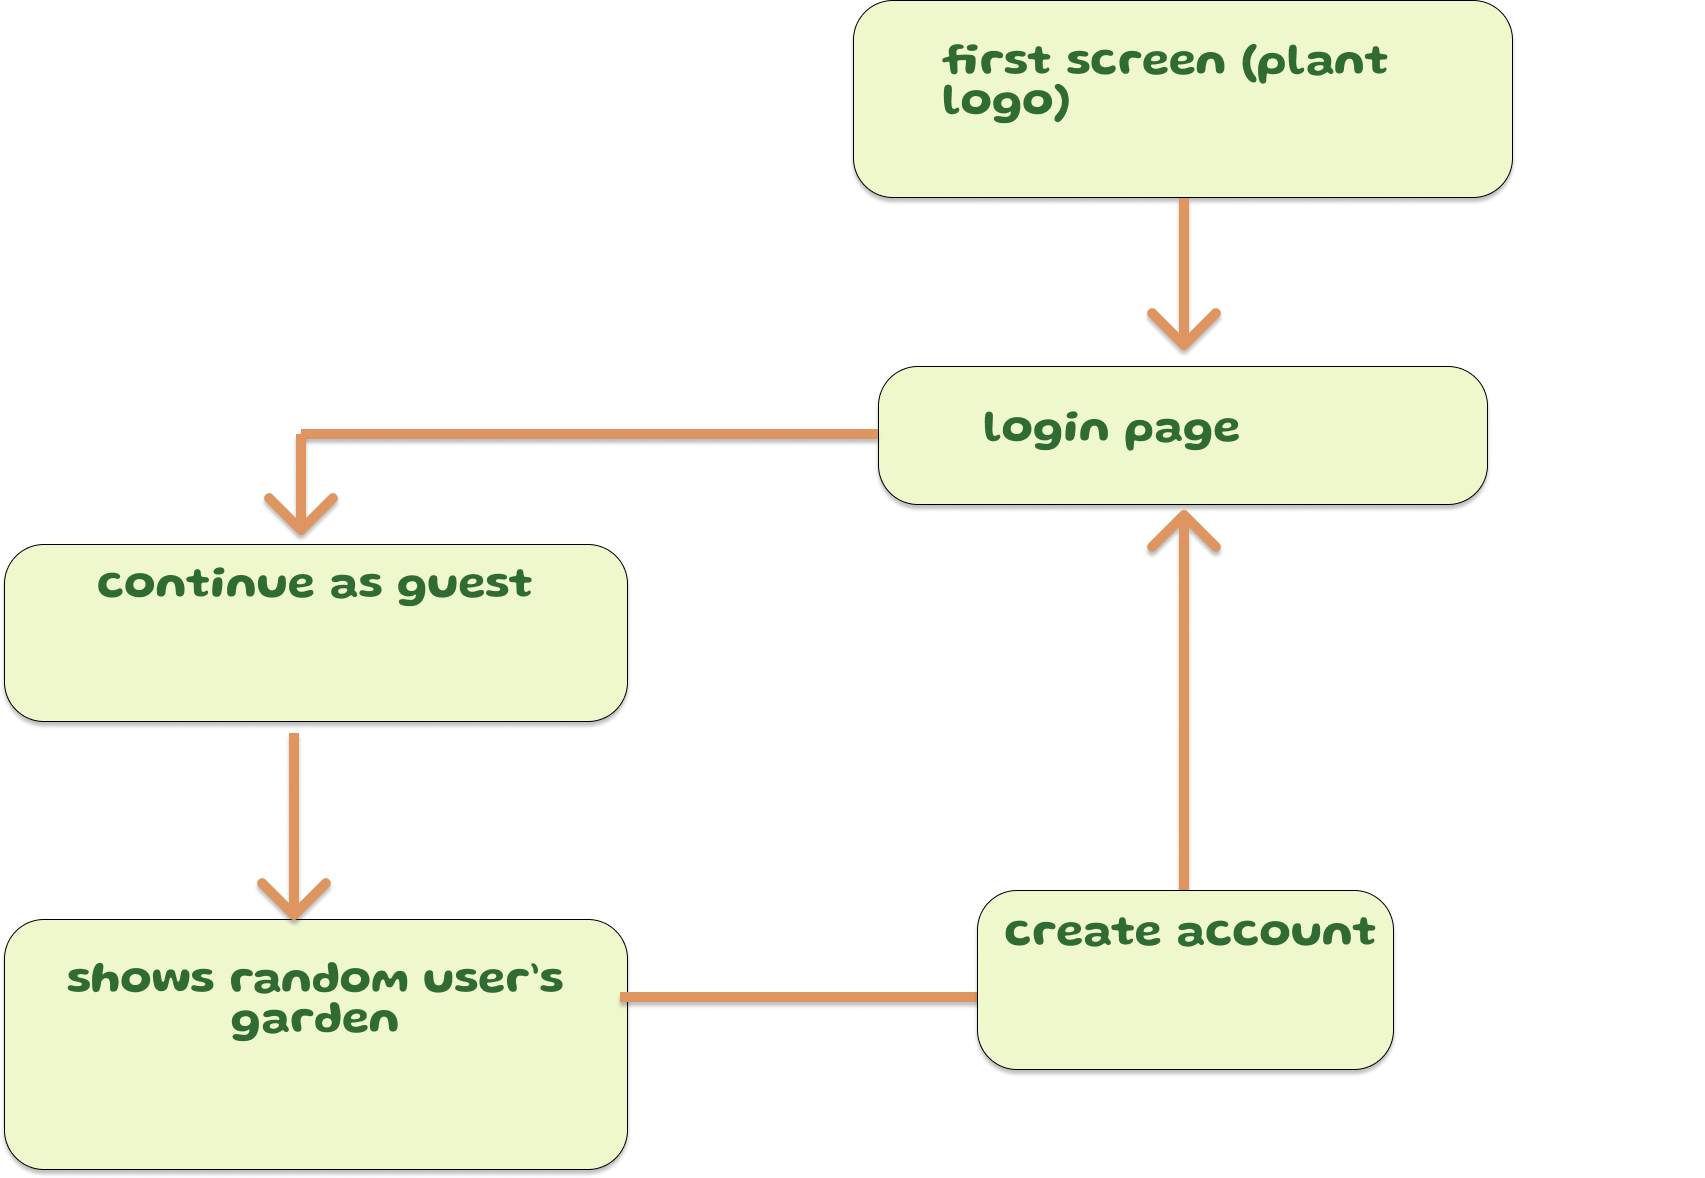 first screen (plant
logo)
login page
continue as guest
shows random user's
garden
create account